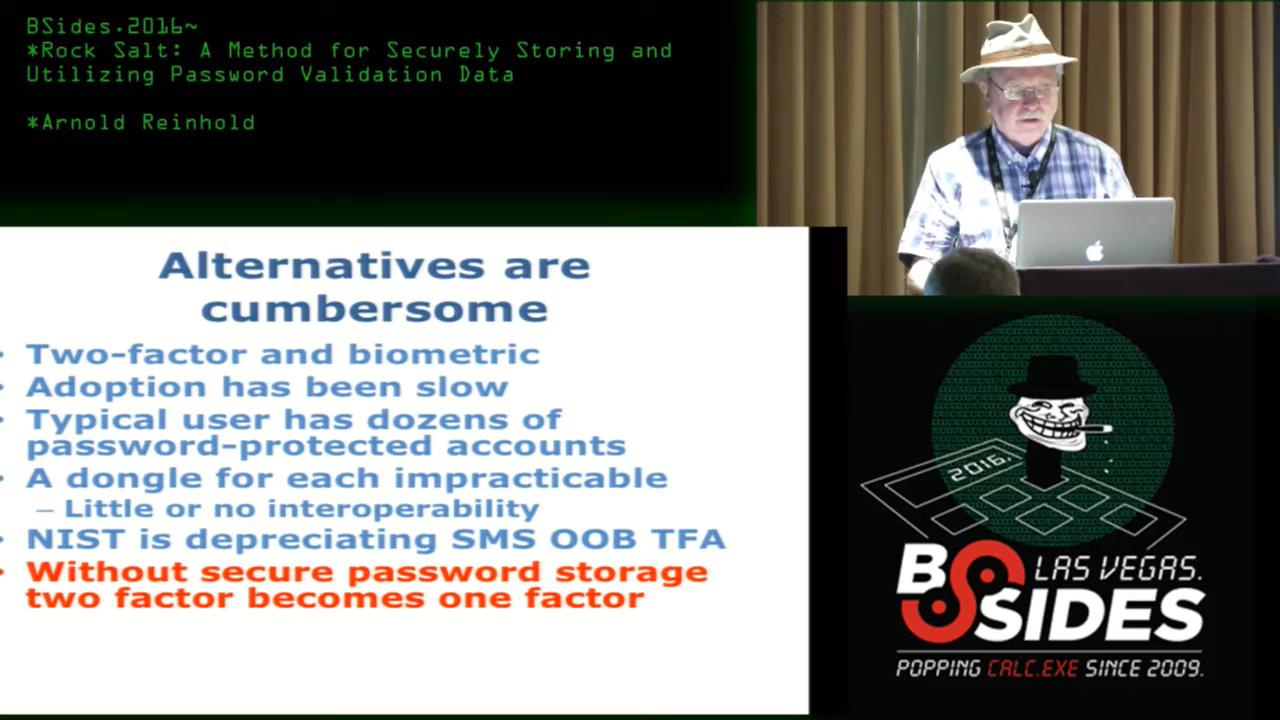 BSides.2016~
*Rock Salt: A Method for Securely Storing and
Utilizing Password Validation Data
*Arnold Reinhold
Alternatives are
cumbersome
• Two-factor and biometric
• Adoption has been slow
• Typical user has dozens of
password-protected accounts
• A dongle for each impracticable
– Little or no interoperability
• NIST is depreciating SMS OOB TFA
• Without secure password storage
two factor becomes one factor
2016.
BSIDES
LAS VEGAS.
POPPING CALC.EXE SINCE 2009.